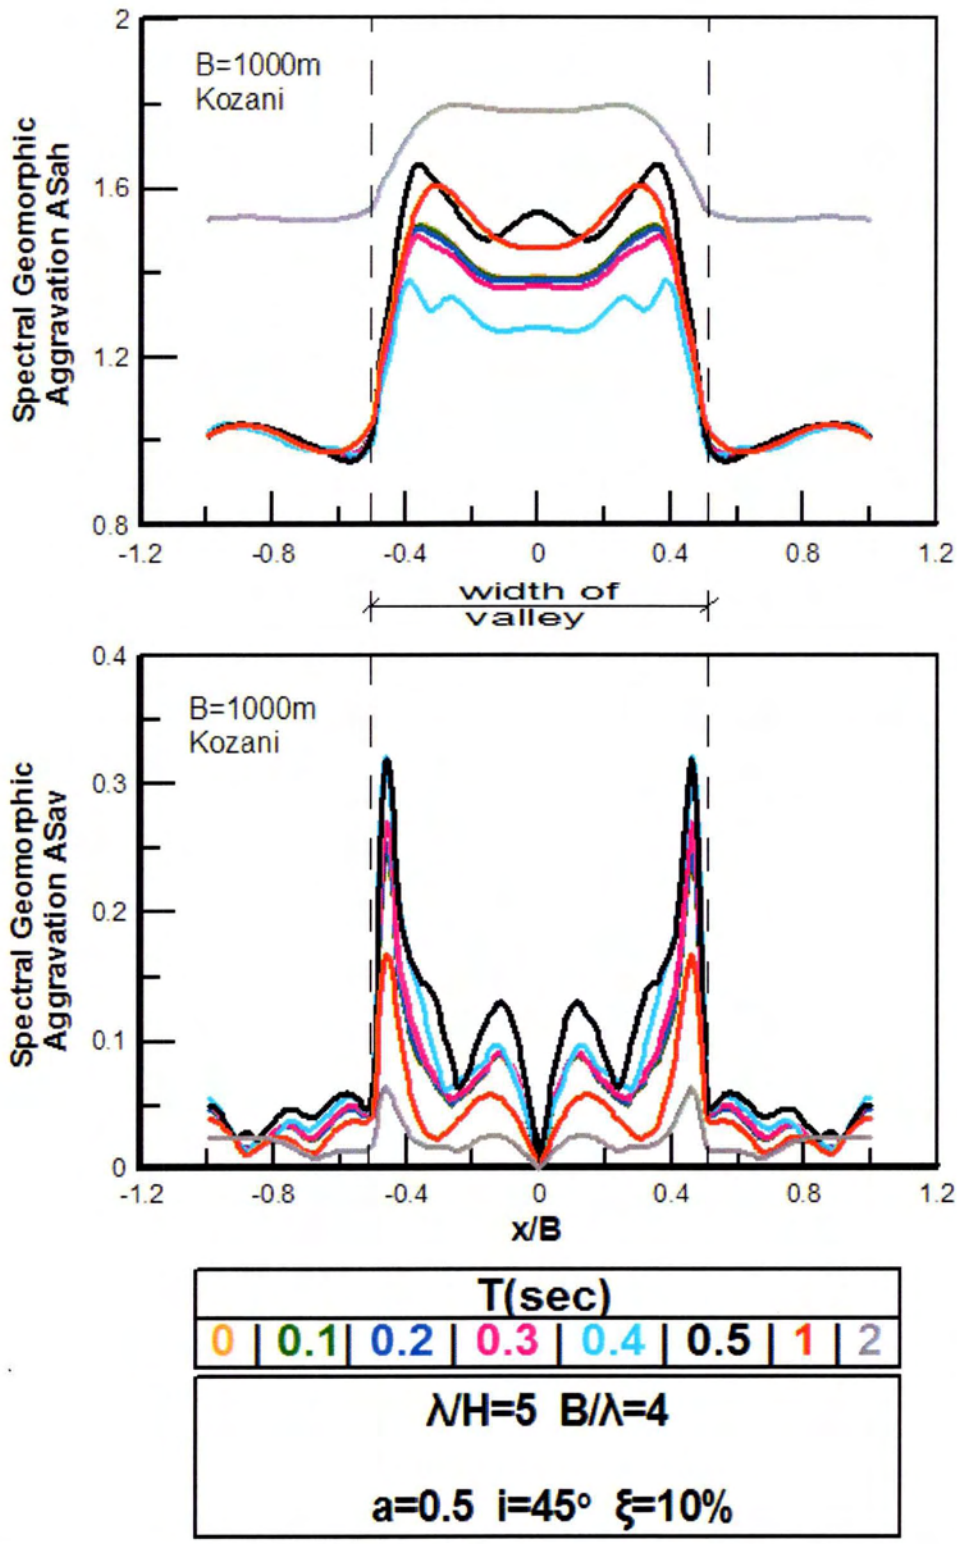 Spectral Geomorphic
Aggravation ASah
2
1.6
1.2
0.8
B=1000m
Kozani
-1.2 -0.8 -0.4 0 0.4 0.8 1.2
width of
valley
Spectral Geomorphic
Aggravation ASav
0.4
0.3
0.2
0.1
0
B=1000m
Kozani
-1.2 -0.8 -0.4 0 0.4 0.8 1.2
x/B
T(sec)
0 | 0.1 | 0.2 | 0.3 | 0.4 | 0.5 | 1 | 2
λ/H=5 B/λ=4
a=0.5 i=45° ξ=10%